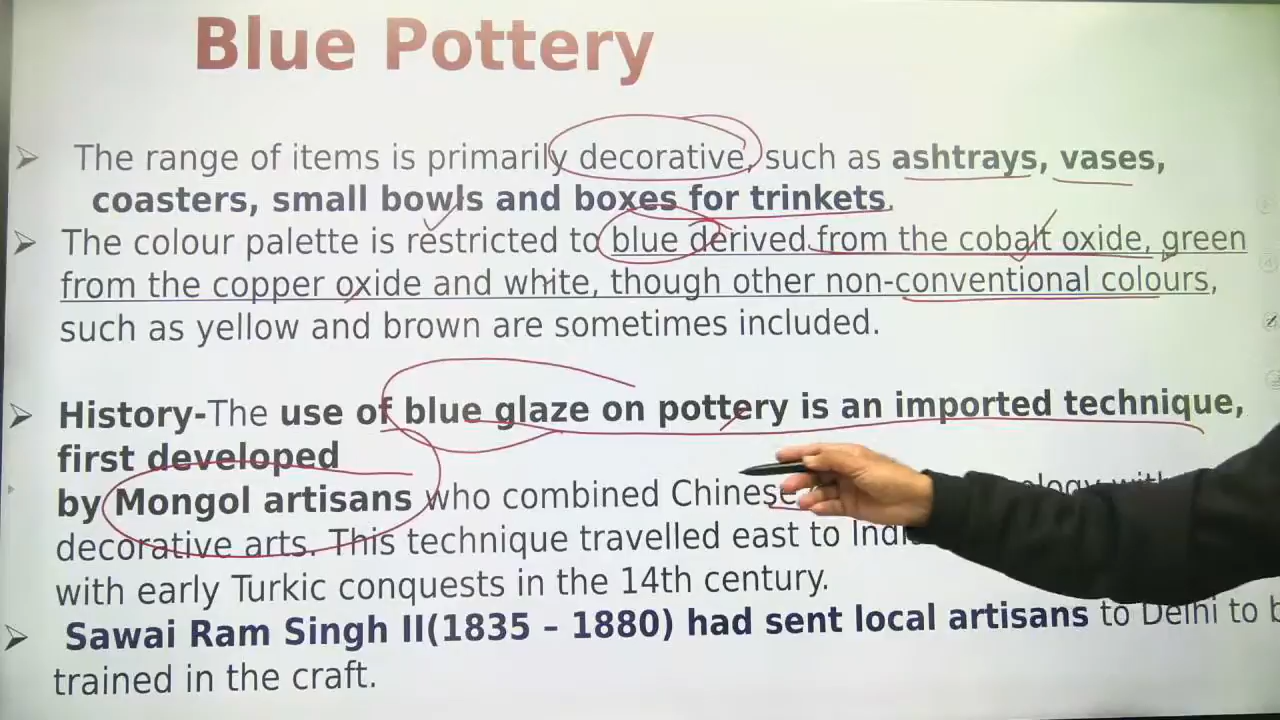 Blue Pottery
➢ The range of items is primarily decorative, such as ashtrays, vases,
coasters, small bowls and boxes for trinkets.
➢ The colour palette is restricted to blue derived from the cobalt oxide, green
from the copper oxide and white, though other non-conventional colours,
such as yellow and brown are sometimes included.
➢ History-The use of blue glaze on pottery is an imported technique,
first developed
by Mongol artisans who combined Chinese
decorative arts. This technique travelled east to
with early Turkic conquests in the 14th century.
➢ Sawai Ram Singh II(1835 – 1880) had sent local artisans to Delhi to
trained in the craft.